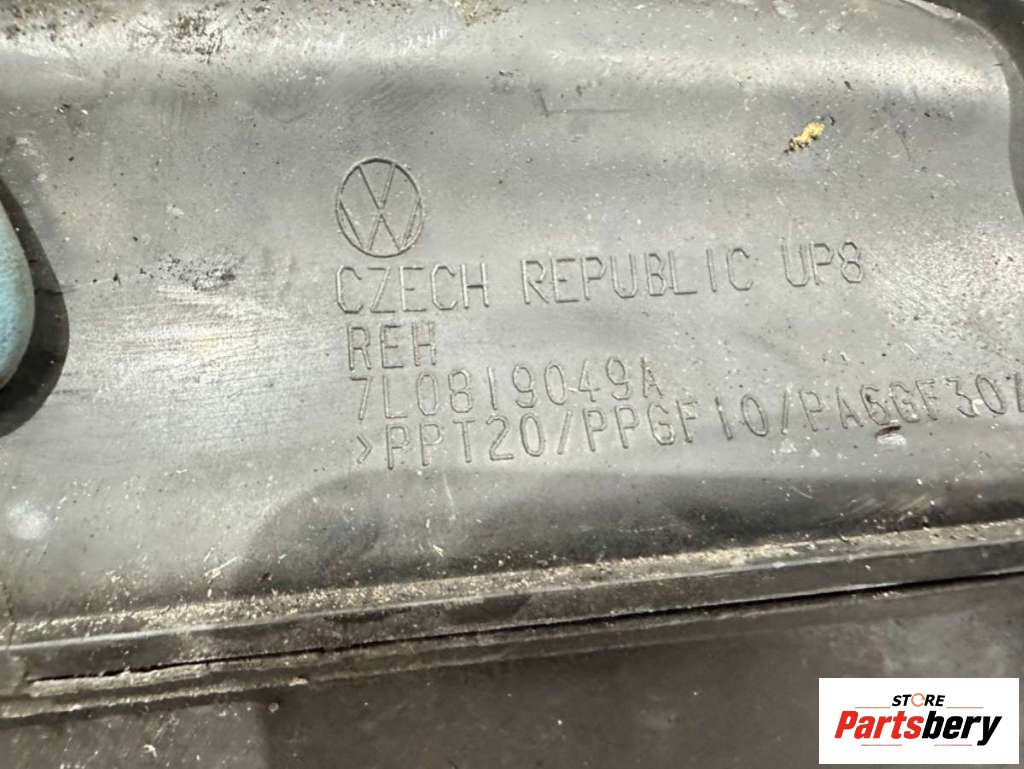 CZECH REPUBLIC UP8
REH
7L0819049A
>PPT20/PPGF10/PA6GF30/
STORE
Partsbery